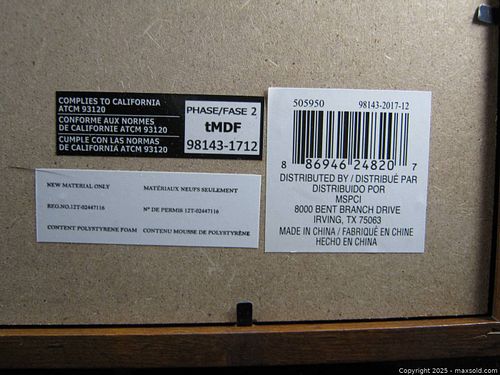 COMPLIES TO CALIFORNIA
ATCM 93120
CONFORME AUX NORMES
DE CALIFORNIE ATCM 93120
CUMPLE CON LAS NORMAS
DE CALIFORNIA ATCM 93120
PHASE/FASE 2
tMDF
98143-1712
505950 98143-2017-12
8 86946 24820 7
DISTRIBUTED BY / DISTRIBUÉ PAR
DISTRIBUIDO POR
MSPCI
8000 BENT BRANCH DRIVE
IRVING, TX 75063
MADE IN CHINA / FABRIQUÉ EN CHINE
HECHO EN CHINA
NEW MATERIAL ONLY MATÉRIAUX NEUFS SEULEMENT
REG.NO.12T-02447116 Nº DE PERMIS 12T-02447116
CONTENT POLYSTYRENE FOAM CONTENU MOUSSE DE POLYSTYRÈNE
Copyright 2025 - maxsold.com